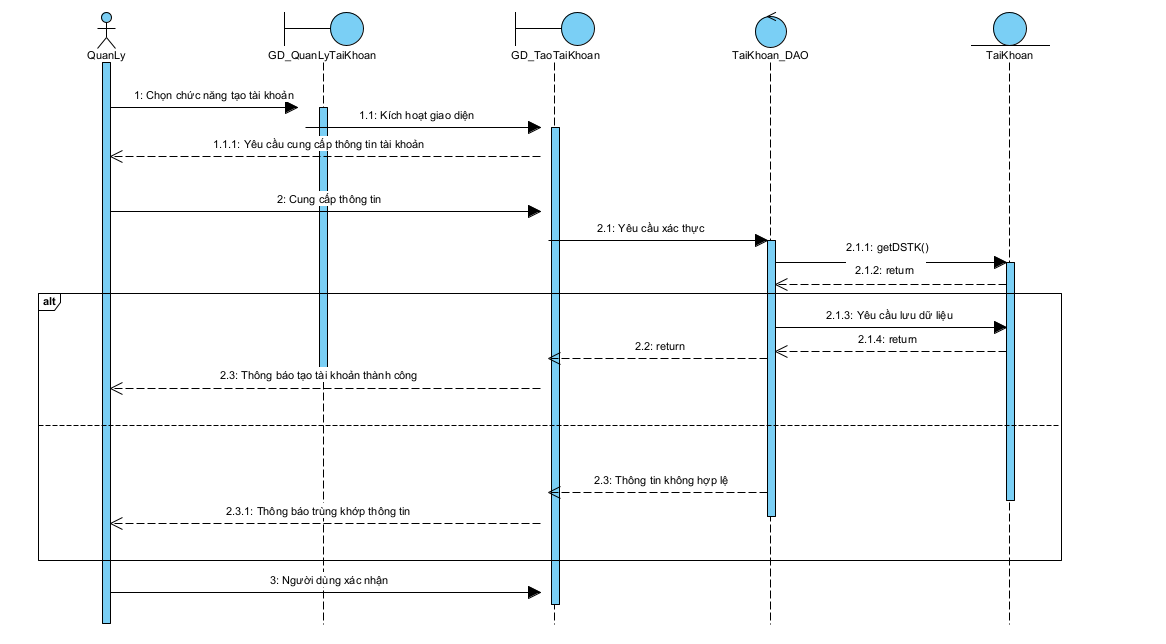 QuanLy
GD_QuanLyTaiKhoan
GD_TaoTaiKhoan
TaiKhoan_DAO
TaiKhoan
1: Chọn chức năng tạo tài khoản
1.1: Kích hoạt giao diện
1.1.1: Yêu cầu cung cấp thông tin tài khoản
2: Cung cấp thông tin
2.1: Yêu cầu xác thực
2.1.1: getDSTK()
2.1.2: return
alt
2.1.3: Yêu cầu lưu dữ liệu
2.1.4: return
2.2: return
2.3: Thông báo tạo tài khoản thành công
2.3: Thông tin không hợp lệ
2.3.1: Thông báo trùng khớp thông tin
3: Người dùng xác nhận